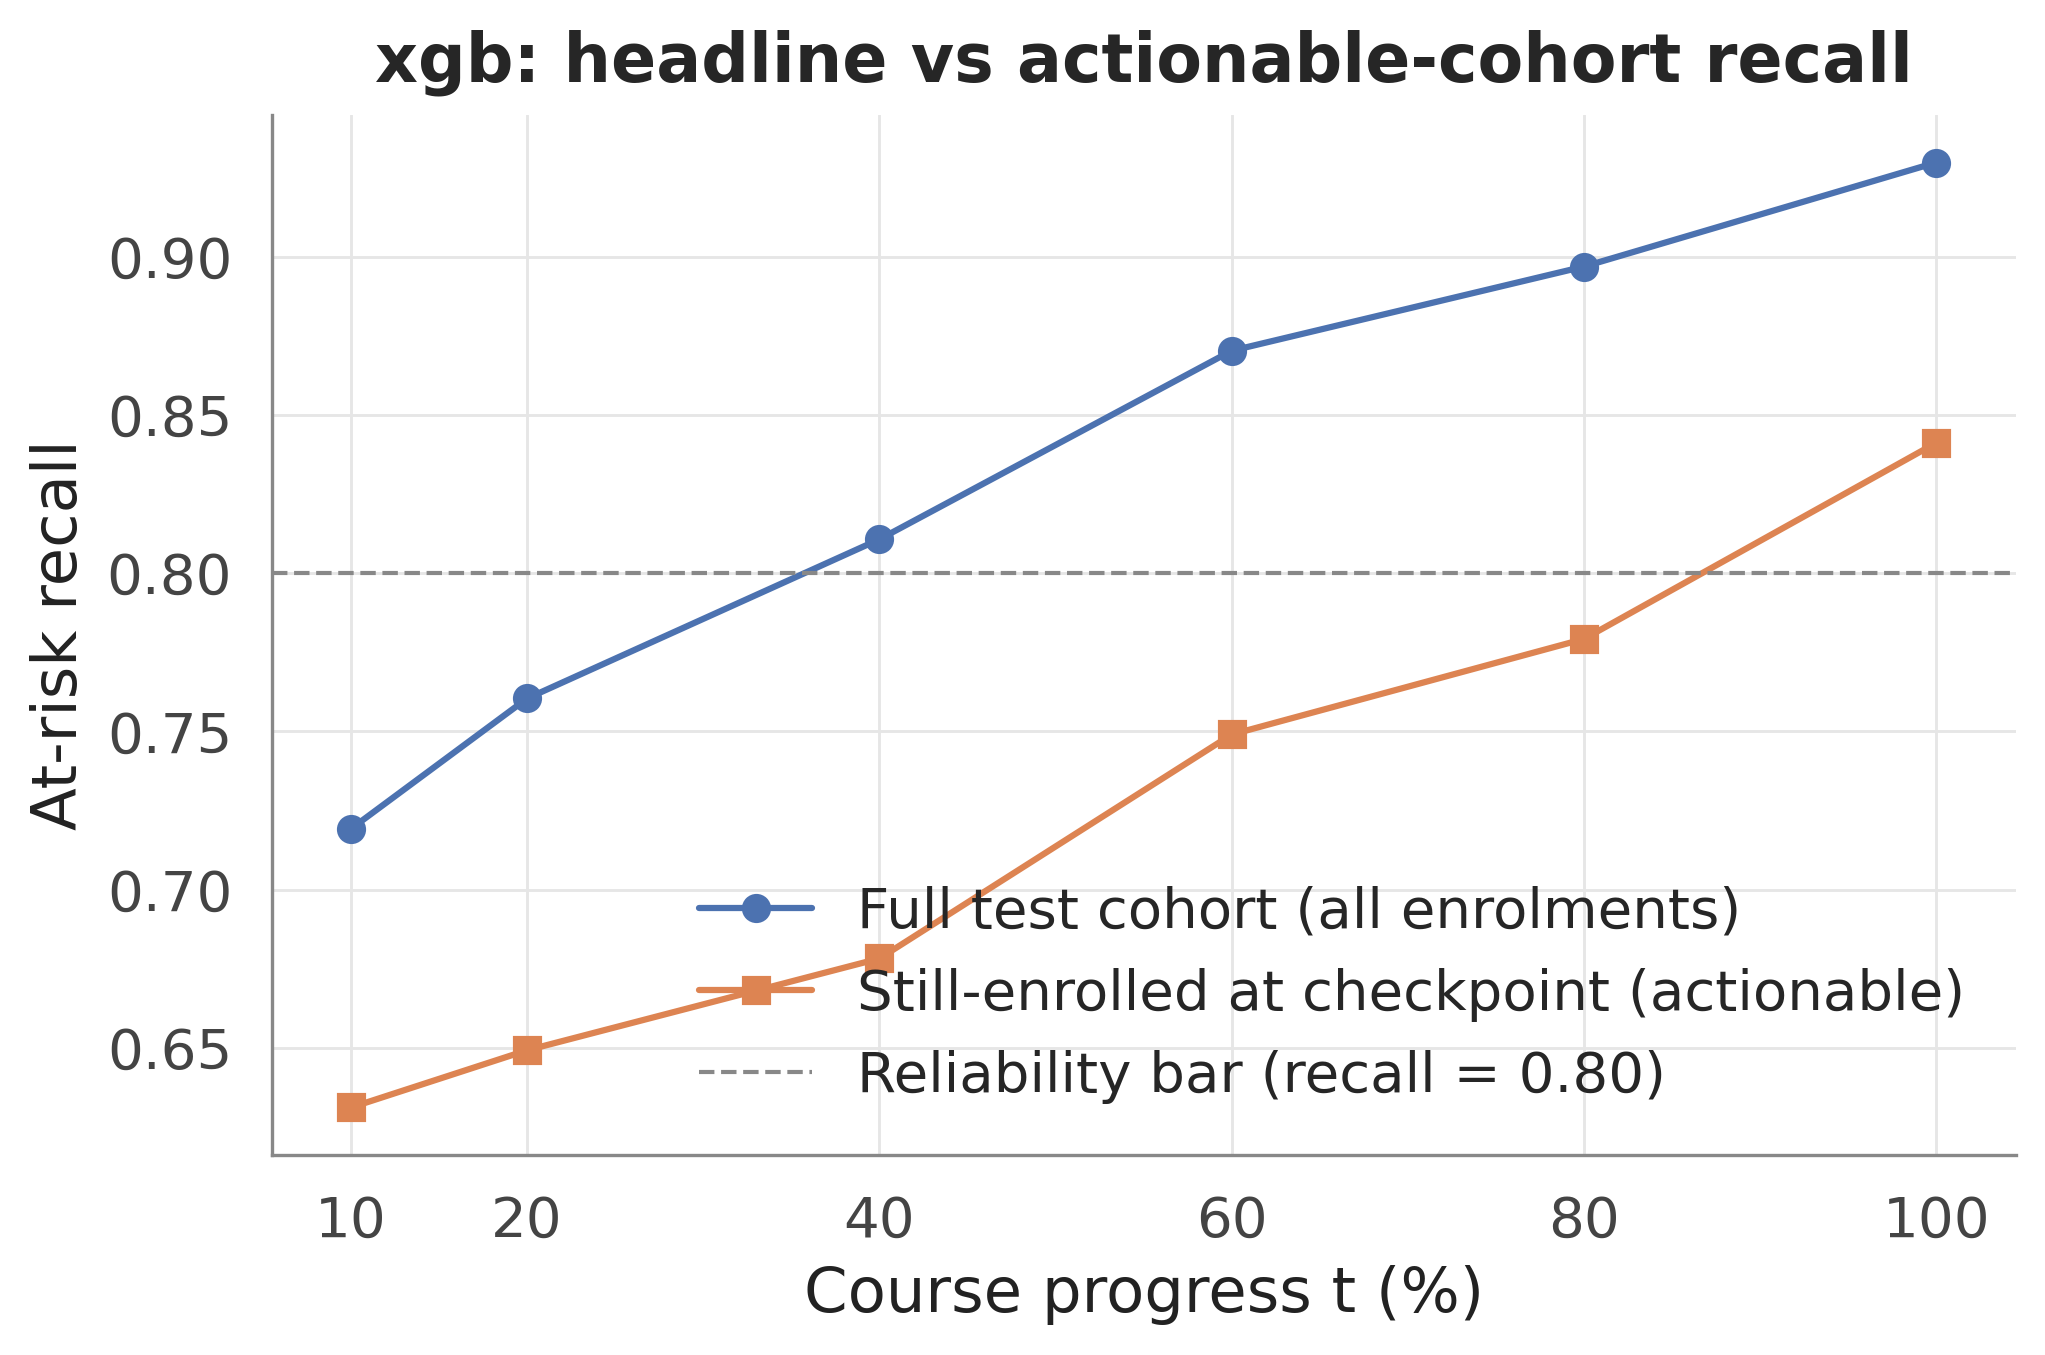 xgb: headline vs actionable-cohort recall
At-risk recall
0.90
0.85
0.80
0.75
0.70
0.65
Full test cohort (all enrolments)
Still-enrolled at checkpoint (actionable)
Reliability bar (recall = 0.80)
10 20 40 60 80 100
Course progress t (%)